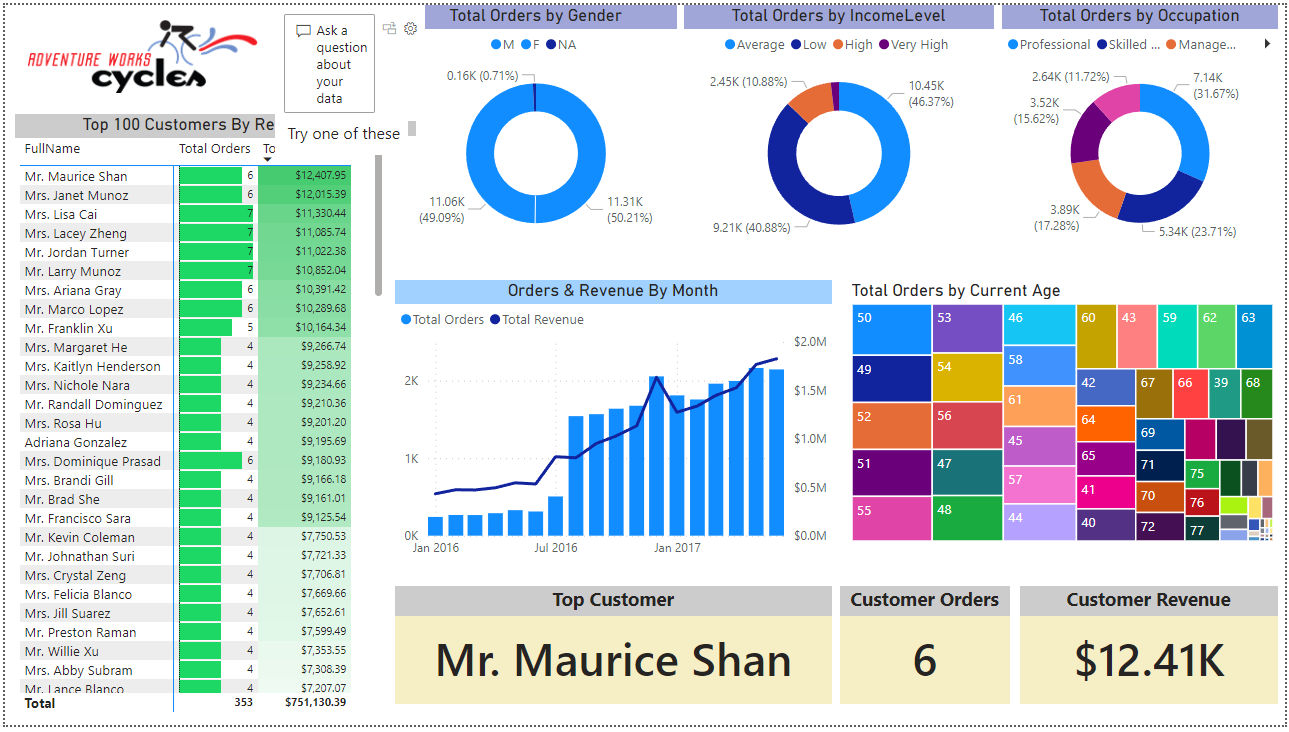 ADVENTURE WORKS
cycles
Ask a
question
about
your
data
Try one of these
Top 100 Customers By Re
FullName Total Orders To
Mr. Maurice Shan 6 $12,407.95
Mrs. Janet Munoz 6 $12,015.39
Mrs. Lisa Cai 7 $11,330.44
Mrs. Lacey Zheng 7 $11,085.74
Mr. Jordan Turner 7 $11,022.38
Mr. Larry Munoz 7 $10,852.04
Mrs. Ariana Gray 6 $10,391.42
Mr. Marco Lopez 6 $10,289.68
Mr. Franklin Xu 5 $10,164.34
Mrs. Margaret He 4 $9,266.74
Mrs. Kaitlyn Henderson 4 $9,258.92
Mrs. Nichole Nara 4 $9,234.66
Mr. Randall Dominguez 4 $9,210.36
Mrs. Rosa Hu 4 $9,201.20
Adriana Gonzalez 4 $9,195.69
Mrs. Dominique Prasad 6 $9,180.93
Mrs. Brandi Gill 4 $9,166.18
Mr. Brad She 4 $9,161.01
Mr. Francisco Sara 4 $9,125.54
Mr. Kevin Coleman 4 $7,750.53
Mr. Johnathan Suri 4 $7,721.33
Mrs. Crystal Zeng 4 $7,706.81
Mrs. Felicia Blanco 4 $7,669.66
Mrs. Jill Suarez 4 $7,652.61
Mr. Preston Raman 4 $7,599.49
Mr. Willie Xu 4 $7,353.55
Mrs. Abby Subram 4 $7,308.39
Mr. Lance Blanco 4 $7,207.07
Total 353 $751,130.39
Total Orders by Gender
M F NA
0.16K (0.71%)
11.06K
(49.09%)
11.31K
(50.21%)
Total Orders by IncomeLevel
Average Low High Very High
2.45K (10.88%)
10.45K
(46.37%)
9.21K (40.88%)
Total Orders by Occupation
Professional Skilled ... Manage...
2.64K (11.72%)
7.14K
(31.67%)
3.52K
(15.62%)
3.89K
(17.28%)
5.34K (23.71%)
Orders & Revenue By Month
Total Orders Total Revenue
$2.0M
2K
$1.5M
1K
$1.0M
$0.5M
0K
$0.0M
Jan 2016 Jul 2016 Jan 2017
Total Orders by Current Age
50 53 46 60 43 59 62 63
49 54 58 42 67 66 39 68
52 56 61 64 69
51 47 45 65 71 75
55 48 57 41 70 76
44 40 72 77
Top Customer
Mr. Maurice Shan
Customer Orders
6
Customer Revenue
$12.41K